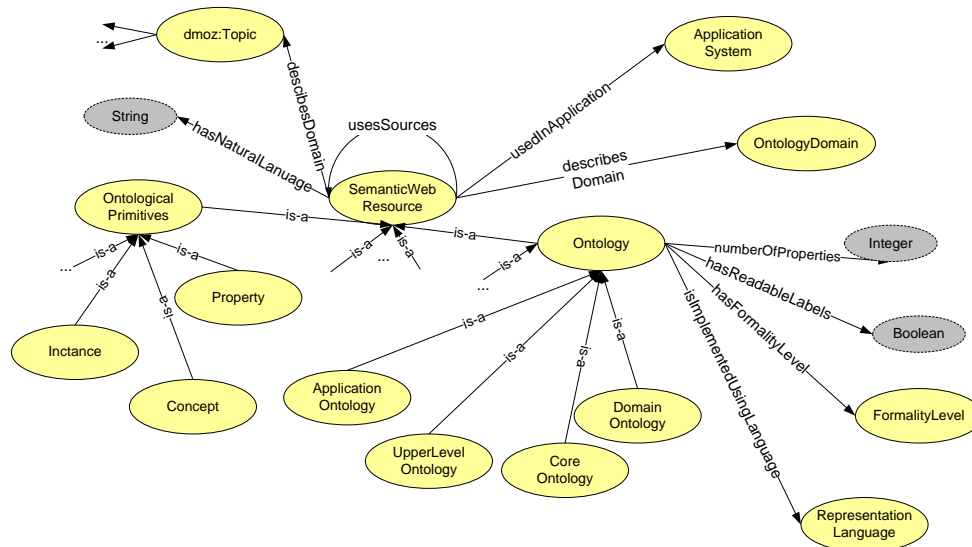 dmoz:Topic
...
Application
System
descibesDomain
String
usesSources
usedInApplication
hasNaturalLanuage
OntologyDomain
describes
Domain
SemanticWeb
Resource
Ontological
Primitives
is-a
is-a
Ontology
numberOfProperties
Integer
is-a
is-a
...
is-a
is-a
...
is-a
...
is-a
is-a
Property
hasReadableLabels
Boolean
hasFormalityLevel
isImplementedUsingLanguage
Inctance
Concept
is-a
is-a
is-a
is-a
Application
Ontology
Domain
Ontology
UpperLevel
Ontology
Core
Ontology
FormalityLevel
Representation
Language